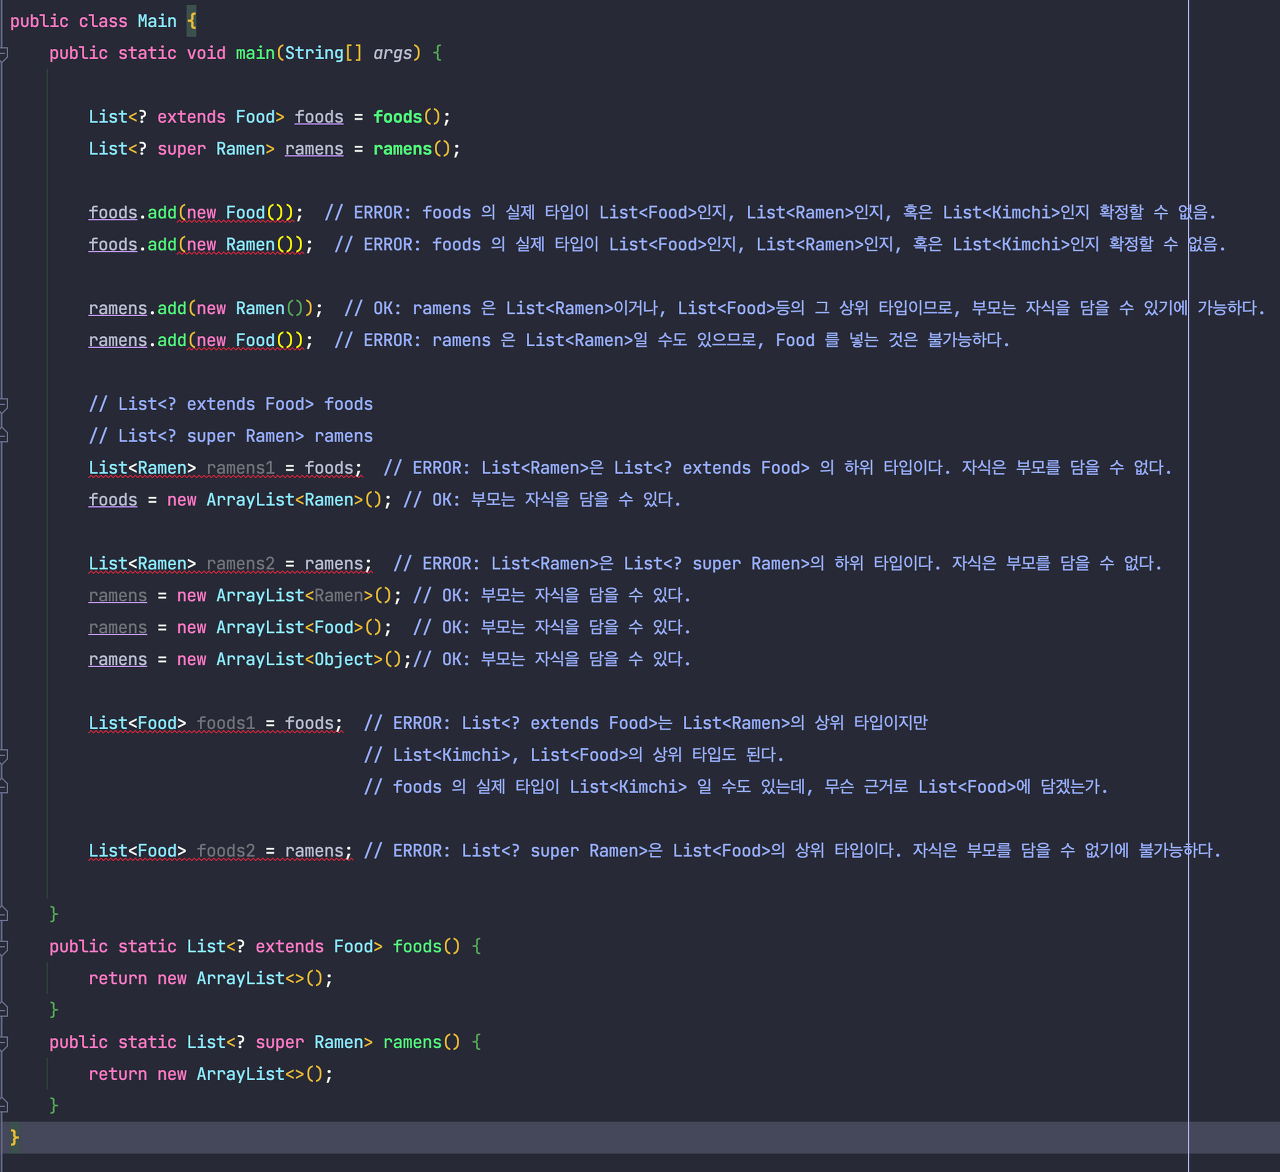 public class Main {
    public static void main(String[] args) {
        List<? extends Food> foods = foods();
        List<? super Ramen> ramens = ramens();
        foods.add(new Food());  // ERROR: foods 의 실제 타입이 List<Food>인지, List<Ramen>인지, 혹은 List<Kimchi>인지 확정할 수 없음.
        foods.add(new Ramen());  // ERROR: foods 의 실제 타입이 List<Food>인지, List<Ramen>인지, 혹은 List<Kimchi>인지 확정할 수 없음.
        ramens.add(new Ramen());  // OK: ramens 은 List<Ramen>이거나, List<Food>등의 그 상위 타입이므로, 부모는 자식을 담을 수 있기에 가능하다.
        ramens.add(new Food());  // ERROR: ramens 은 List<Ramen>일 수도 있으므로, Food 를 넣는 것은 불가능하다.
        // List<? extends Food> foods
        // List<? super Ramen> ramens
        List<Ramen> ramens1 = foods;  // ERROR: List<Ramen>은 List<? extends Food> 의 하위 타입이다. 자식은 부모를 담을 수 없다.
        foods = new ArrayList<Ramen>(); // OK: 부모는 자식을 담을 수 있다.
        List<Ramen> ramens2 = ramens;  // ERROR: List<Ramen>은 List<? super Ramen>의 하위 타입이다. 자식은 부모를 담을 수 없다.
        ramens = new ArrayList<Ramen>(); // OK: 부모는 자식을 담을 수 있다.
        ramens = new ArrayList<Food>();  // OK: 부모는 자식을 담을 수 있다.
        ramens = new ArrayList<Object>();// OK: 부모는 자식을 담을 수 있다.
        List<Food> foods1 = foods;  // ERROR: List<? extends Food>는 List<Ramen>의 상위 타입이지만
                                    // List<Kimchi>, List<Food>의 상위 타입도 된다.
                                    // foods 의 실제 타입이 List<Kimchi> 일 수도 있는데, 무슨 근거로 List<Food>에 담겠는가.
        List<Food> foods2 = ramens; // ERROR: List<? super Ramen>은 List<Food>의 상위 타입이다. 자식은 부모를 담을 수 없기에 불가능하다.
    }
    public static List<? extends Food> foods() {
        return new ArrayList<>();
    }
    public static List<? super Ramen> ramens() {
        return new ArrayList<>();
    }
}